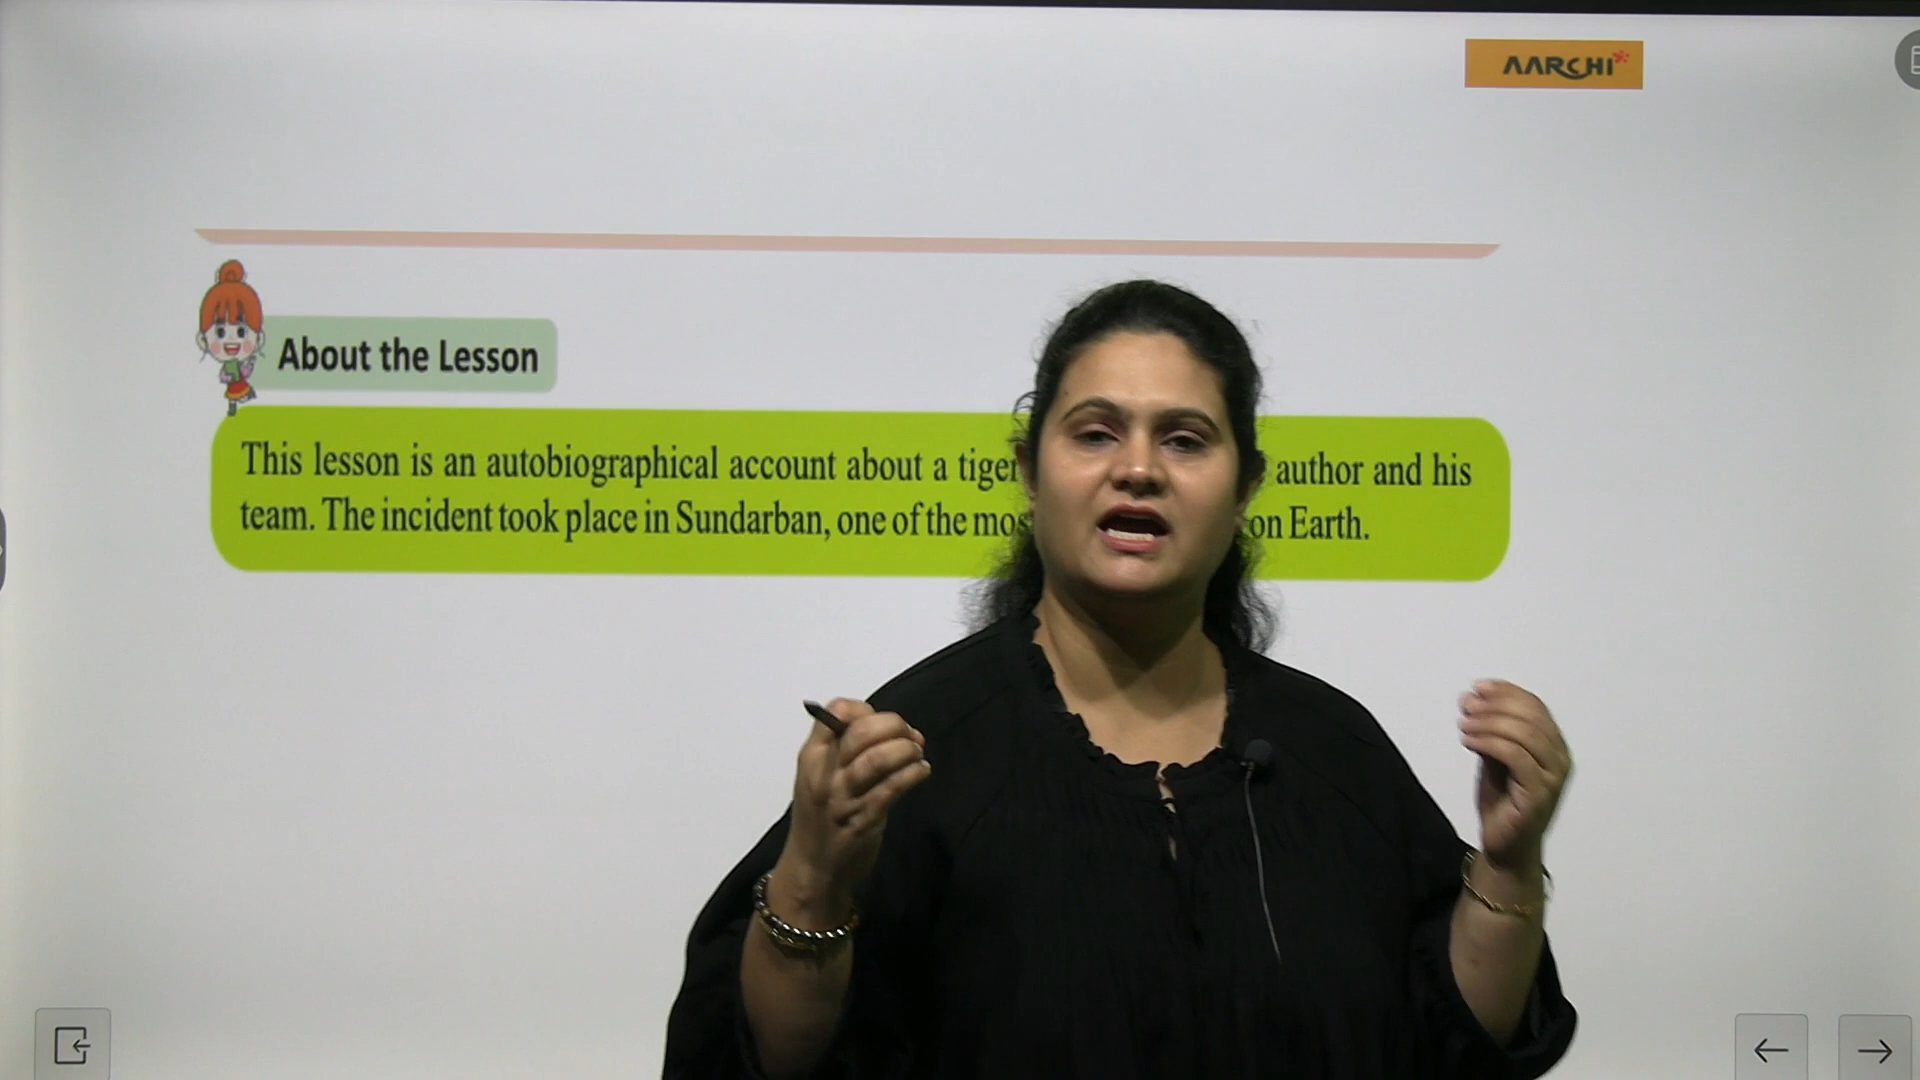 AARCHI
About the Lesson
This lesson is an autobiographical account about a tiger author and his
team. The incident took place in Sundarban, one of the on Earth.